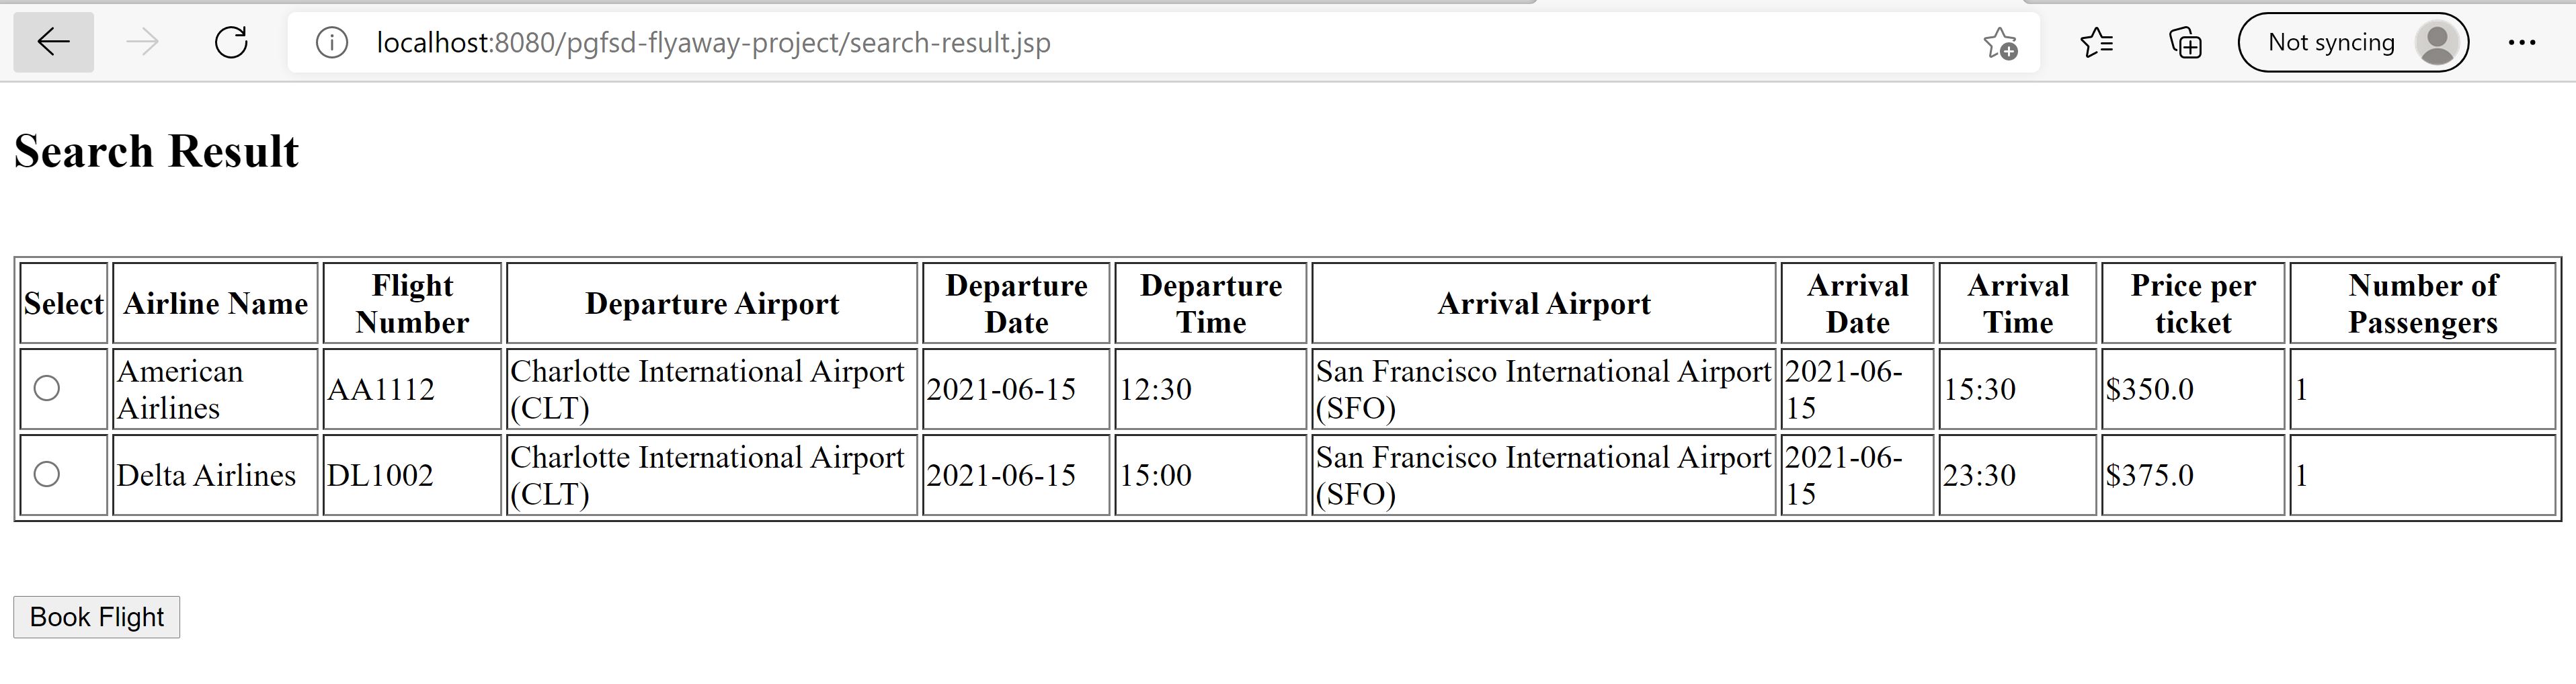 localhost:8080/pgfsd-flyaway-project/search-result.jsp
Not syncing
Search Result
Select Airline Name Flight Number Departure Airport Departure Date Departure Time Arrival Airport Arrival Date Arrival Time Price per ticket Number of Passengers
American Airlines AA1112 Charlotte International Airport (CLT) 2021-06-15 12:30 San Francisco International Airport (SFO) 2021-06-15 15:30 $350.0 1
Delta Airlines DL1002 Charlotte International Airport (CLT) 2021-06-15 15:00 San Francisco International Airport (SFO) 2021-06-15 23:30 $375.0 1
Book Flight